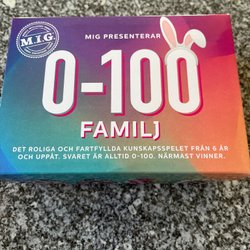 M.I.G.
MIG PRESENTERAR
0-100
FAMILJ
DET ROLIGA OCH FARTFYLLDA KUNSKAPSSPELET FRÅN 6 ÅR
OCH UPPÅT. SVARET ÄR ALLTID 0-100. NÄRMAST VINNER.